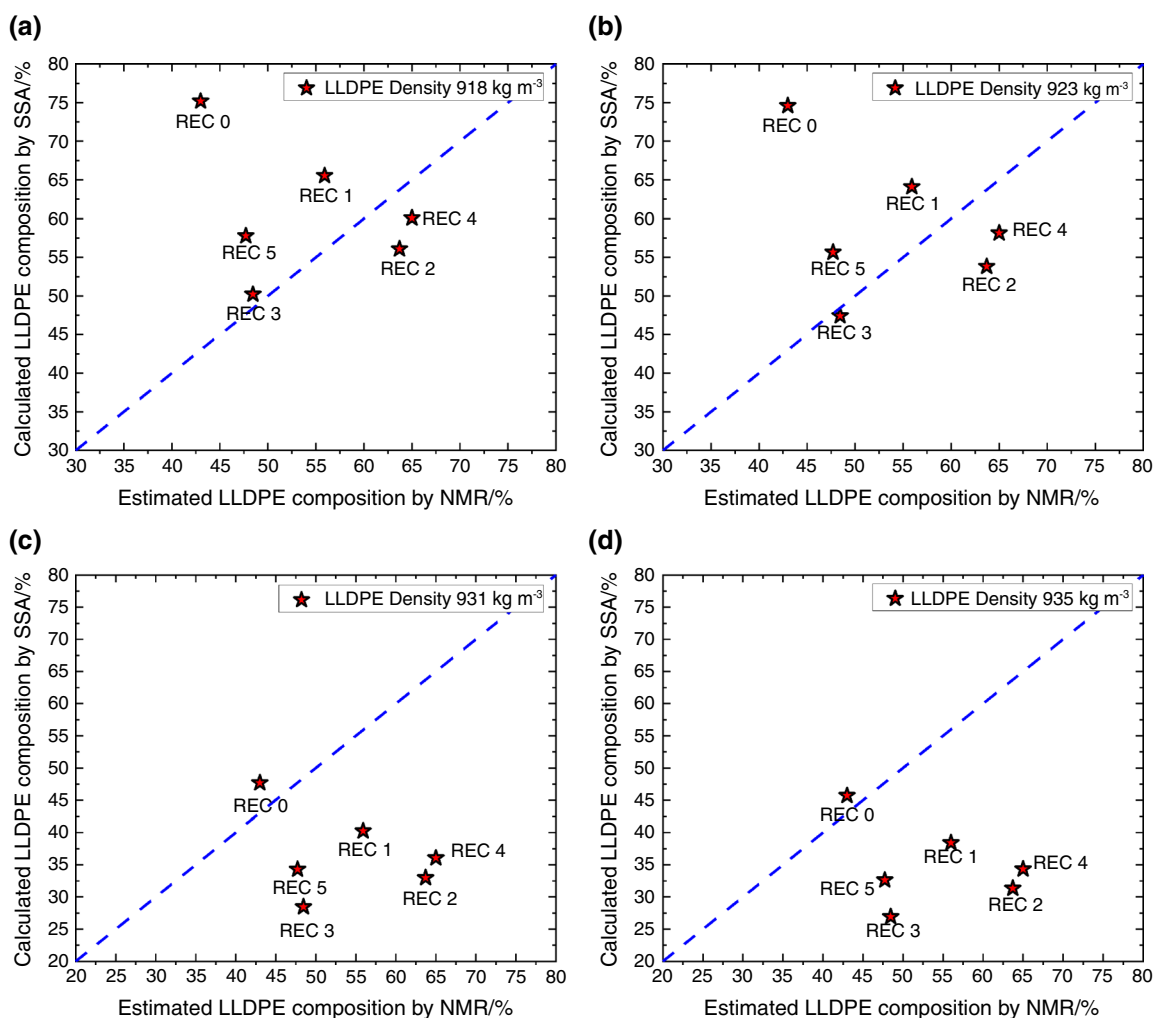 (a)
Calculated LLDPE composition by SSA/%
80
75
70
65
60
55
50
45
40
35
30
LLDPE Density 918 kg m-3
REC 0
REC 1
REC 4
REC 5
REC 2
REC 3
30 35 40 45 50 55 60 65 70 75 80
Estimated LLDPE composition by NMR/%
(b)
Calculated LLDPE composition by SSA/%
80
75
70
65
60
55
50
45
40
35
30
LLDPE Density 923 kg m-3
REC 0
REC 1
REC 4
REC 5
REC 2
REC 3
30 35 40 45 50 55 60 65 70 75 80
Estimated LLDPE composition by NMR/%
(c)
Calculated LLDPE composition by SSA/%
80
75
70
65
60
55
50
45
40
35
30
25
20
LLDPE Density 931 kg m-3
REC 0
REC 1
REC 4
REC 5
REC 2
REC 3
20 25 30 35 40 45 50 55 60 65 70 75 80
Estimated LLDPE composition by NMR/%
(d)
Calculated LLDPE composition by SSA/%
80
75
70
65
60
55
50
45
40
35
30
25
20
LLDPE Density 935 kg m-3
REC 0
REC 1
REC 4
REC 5
REC 2
REC 3
20 25 30 35 40 45 50 55 60 65 70 75 80
Estimated LLDPE composition by NMR/%